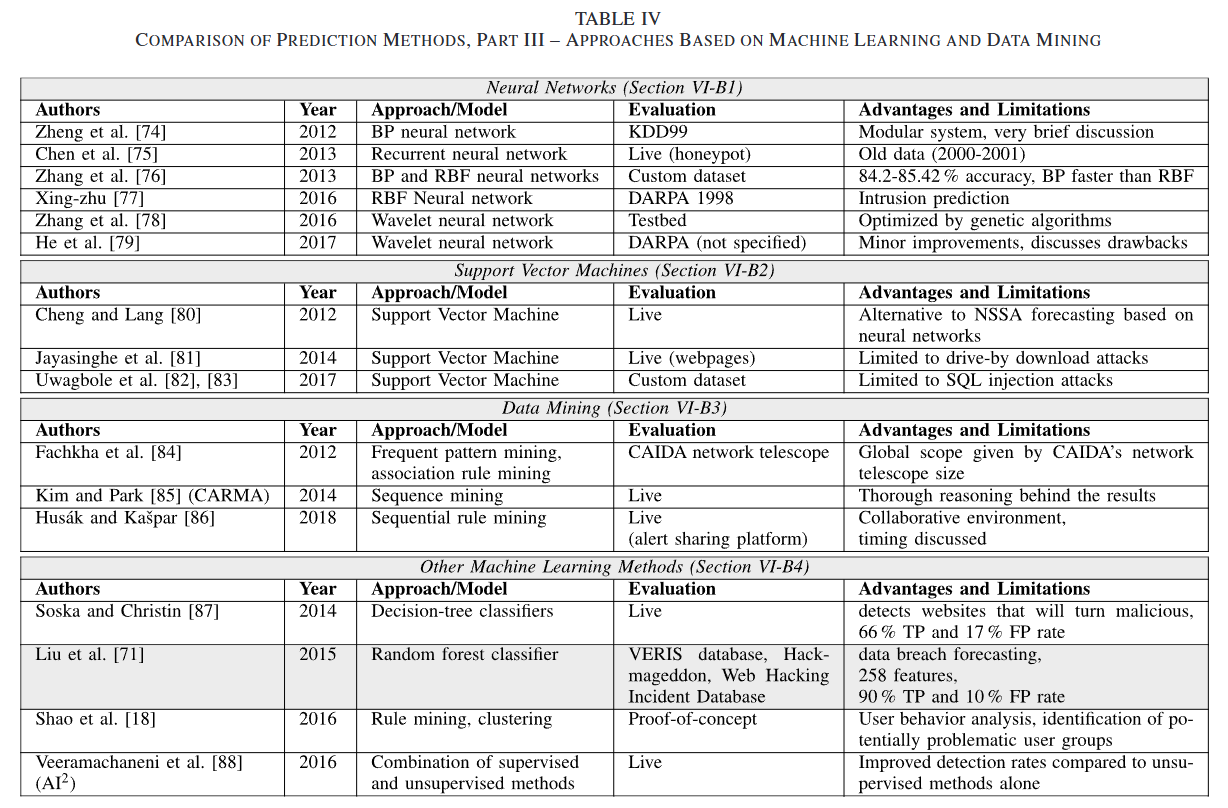 TABLE IV
COMPARISON OF PREDICTION METHODS, PART III – APPROACHES BASED ON MACHINE LEARNING AND DATA MINING
Neural Networks (Section VI-B1)
Authors Year Approach/Model Evaluation Advantages and Limitations
Zheng et al. [74] 2012 BP neural network KDD99 Modular system, very brief discussion
Chen et al. [75] 2013 Recurrent neural network Live (honeypot) Old data (2000-2001)
Zhang et al. [76] 2013 BP and RBF neural networks Custom dataset 84.2-85.42 % accuracy, BP faster than RBF
Xing-zhu [77] 2016 RBF Neural network DARPA 1998 Intrusion prediction
Zhang et al. [78] 2016 Wavelet neural network Testbed Optimized by genetic algorithms
He et al. [79] 2017 Wavelet neural network DARPA (not specified) Minor improvements, discusses drawbacks
Support Vector Machines (Section VI-B2)
Authors Year Approach/Model Evaluation Advantages and Limitations
Cheng and Lang [80] 2012 Support Vector Machine Live Alternative to NSSA forecasting based on
neural networks
Jayasinghe et al. [81] 2014 Support Vector Machine Live (webpages) Limited to drive-by download attacks
Uwagbole et al. [82], [83] 2017 Support Vector Machine Custom dataset Limited to SQL injection attacks
Data Mining (Section VI-B3)
Authors Year Approach/Model Evaluation Advantages and Limitations
Fachkha et al. [84] 2012 Frequent pattern mining, CAIDA network telescope Global scope given by CAIDA's network
association rule mining telescope size
Kim and Park [85] (CARMA) 2014 Sequence mining Live Thorough reasoning behind the results
Husák and Kašpar [86] 2018 Sequential rule mining Live Collaborative environment,
(alert sharing platform) timing discussed
Other Machine Learning Methods (Section VI-B4)
Authors Year Approach/Model Evaluation Advantages and Limitations
Soska and Christin [87] 2014 Decision-tree classifiers Live detects websites that will turn malicious,
66 % TP and 17 % FP rate
Liu et al. [71] 2015 Random forest classifier VERIS database, Hack- data breach forecasting,
mageddon, Web Hacking 258 features,
Incident Database 90 % TP and 10 % FP rate
Shao et al. [18] 2016 Rule mining, clustering Proof-of-concept User behavior analysis, identification of po-
tentially problematic user groups
Veeramachaneni et al. [88] 2016 Combination of supervised Live Improved detection rates compared to unsu-
(AI²) and unsupervised methods pervised methods alone